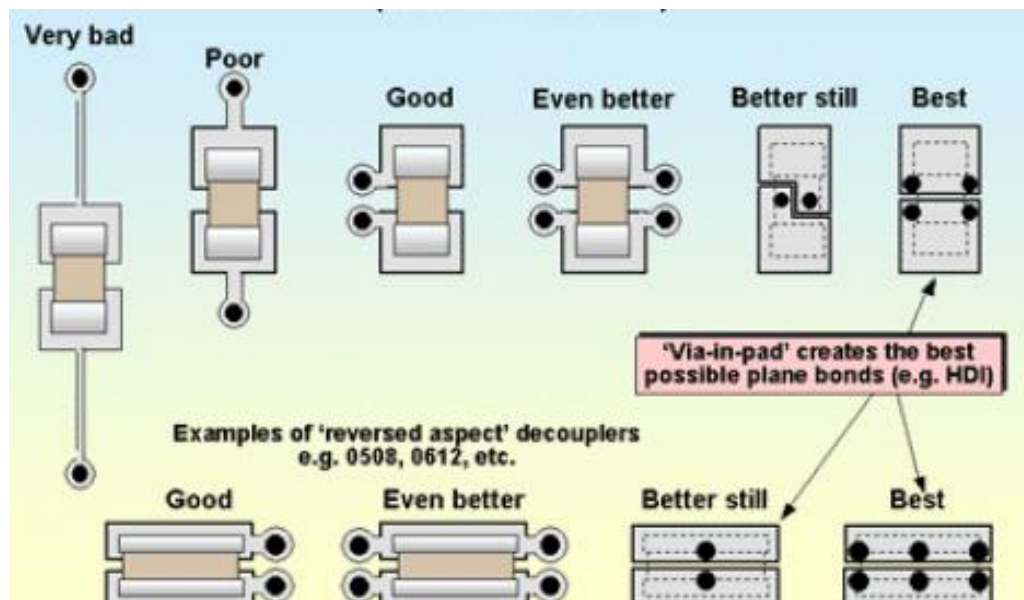 Very bad
Poor
Good
Even better
Better still
Best
‘Via-in-pad’ creates the best
possible plane bonds (e.g. HDI)
Examples of ‘reversed aspect’ decouplers
e.g. 0508, 0612, etc.
Good
Even better
Better still
Best